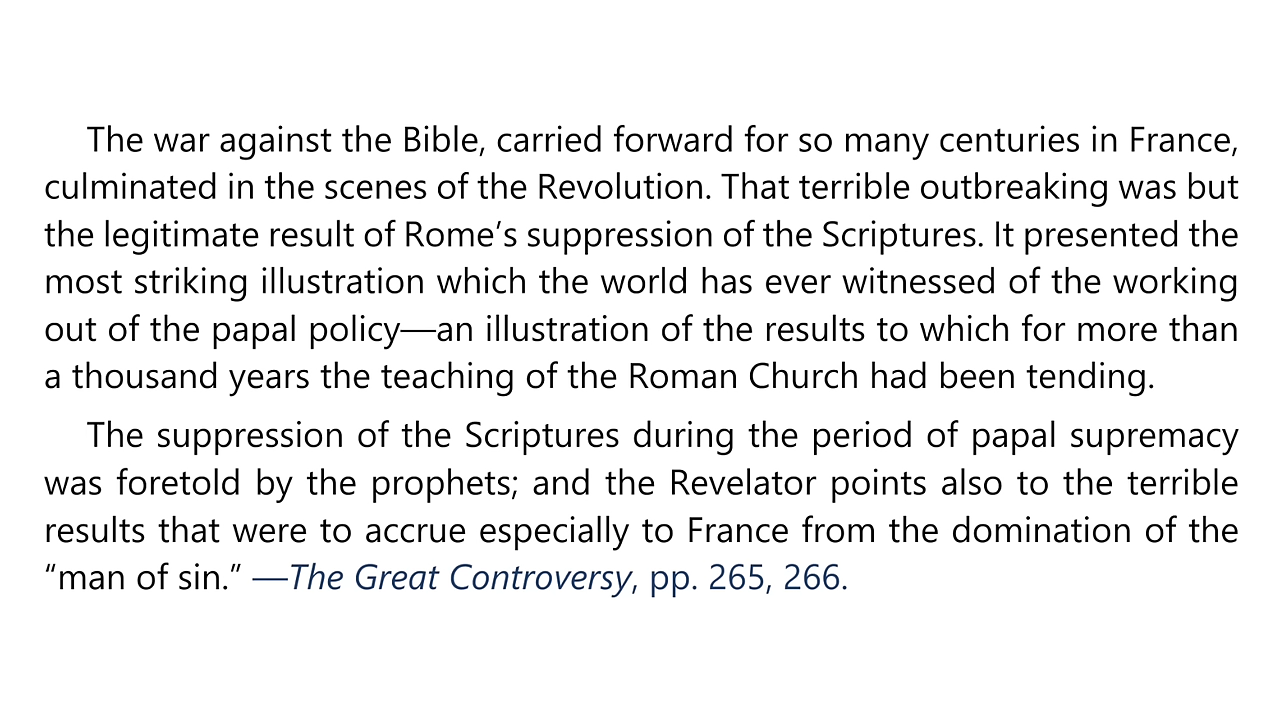 The war against the Bible, carried forward for so many centuries in France,
culminated in the scenes of the Revolution. That terrible outbreaking was but
the legitimate result of Rome’s suppression of the Scriptures. It presented the
most striking illustration which the world has ever witnessed of the working
out of the papal policy—an illustration of the results to which for more than
a thousand years the teaching of the Roman Church had been tending.
The suppression of the Scriptures during the period of papal supremacy
was foretold by the prophets; and the Revelator points also to the terrible
results that were to accrue especially to France from the domination of the
“man of sin.” —The Great Controversy, pp. 265, 266.